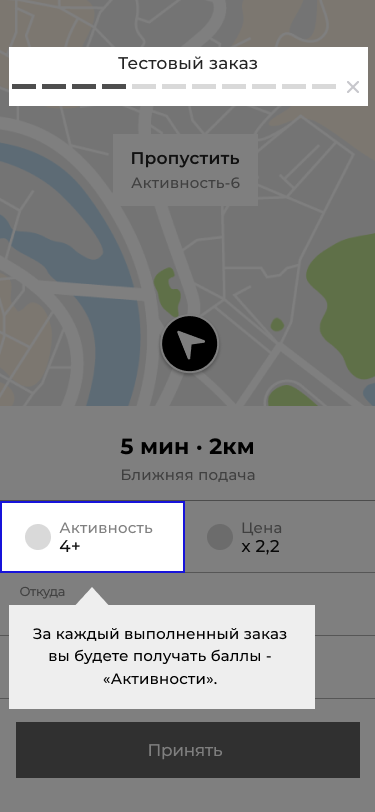 Тестовый заказ
Пропустить
Активность-6
5 мин · 2км
Ближняя подача
Активность
4+
Цена
x 2,2
Откуда
За каждый выполненный заказ
вы будете получать баллы -
«Активности».
Принять